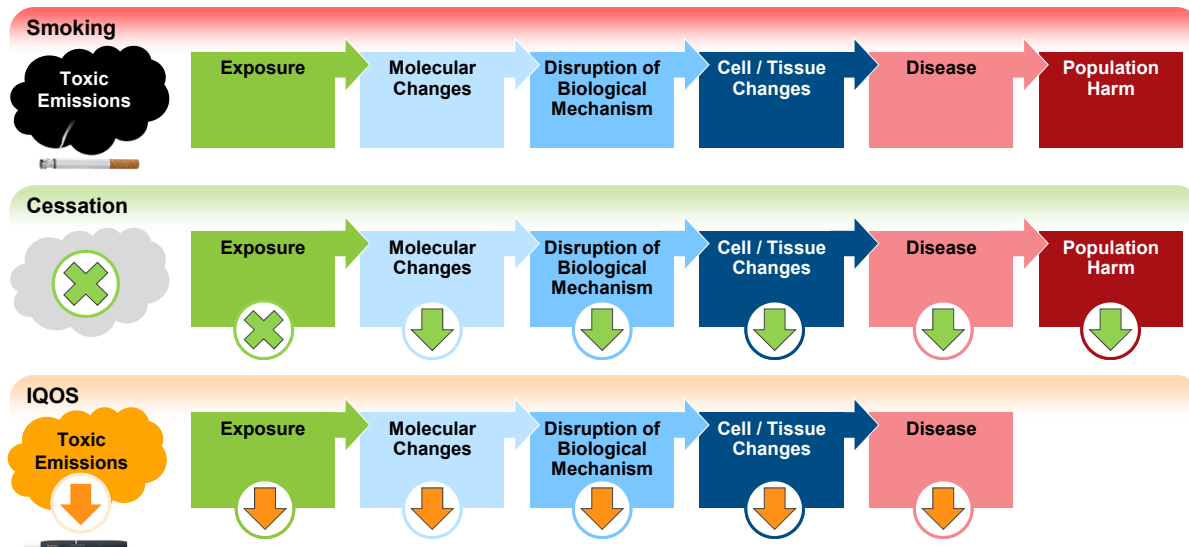 Smoking
Toxic
Emissions
Exposure
Molecular
Changes
Disruption of
Biological
Mechanism
Cell / Tissue
Changes
Disease
Population
Harm
Cessation
Exposure
Molecular
Changes
Disruption of
Biological
Mechanism
Cell / Tissue
Changes
Disease
Population
Harm
IQOS
Toxic
Emissions
Exposure
Molecular
Changes
Disruption of
Biological
Mechanism
Cell / Tissue
Changes
Disease